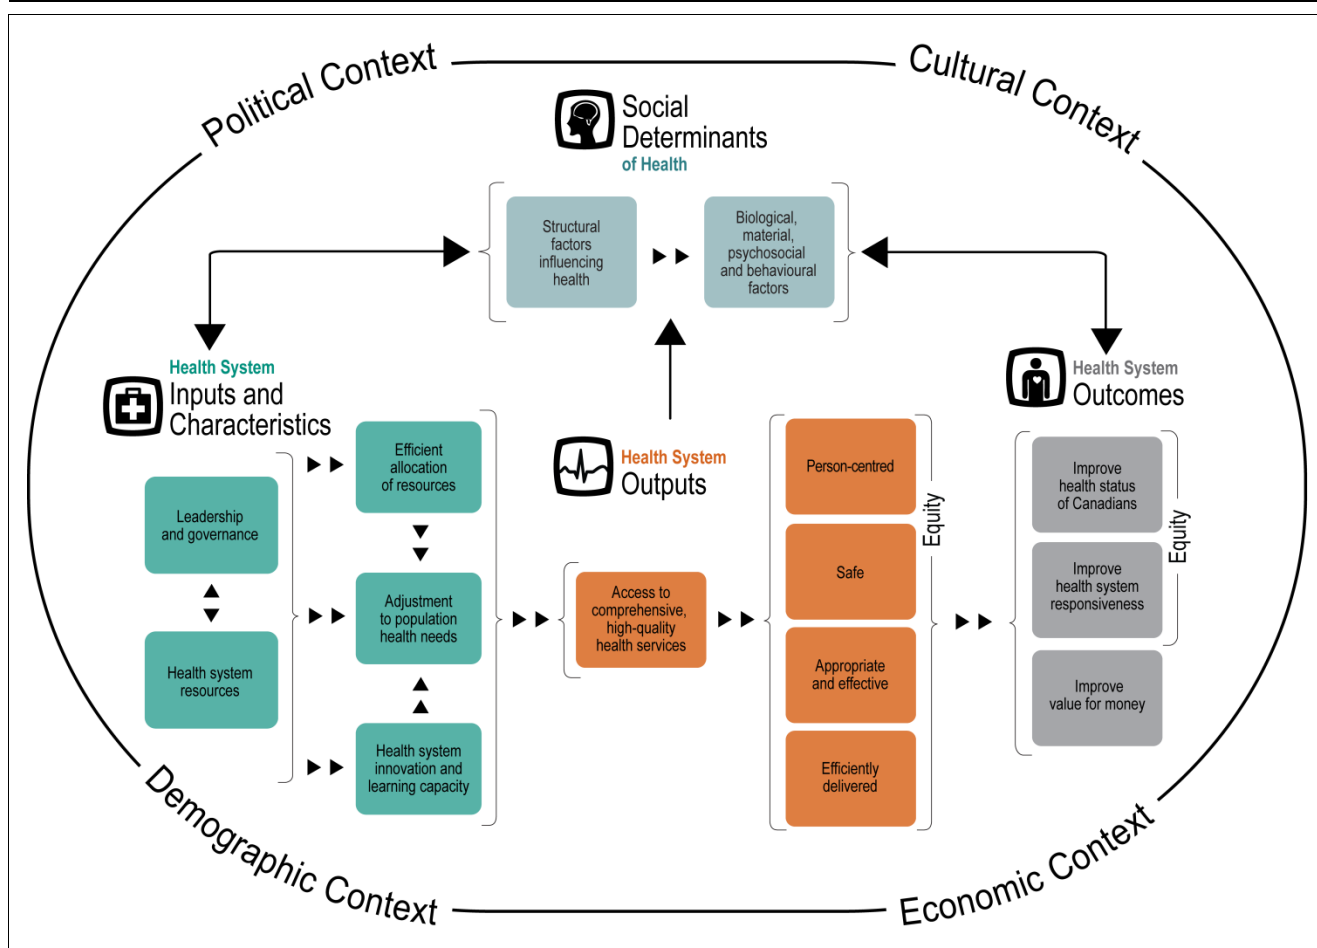 Political Context
Cultural Context
Social
Determinants
of Health
Structural
factors
influencing
health
Biological,
material,
psychosocial
and behavioural
factors
Health System
Inputs and
Characteristics
Leadership
and governance
Health system
resources
Efficient
allocation
of resources
Adjustment
to population
health needs
Health system
innovation and
learning capacity
Health System
Outputs
Access to
comprehensive,
high-quality
health services
Person-centred
Safe
Appropriate
and effective
Efficiently
delivered
Equity
Health System
Outcomes
Improve
health status
of Canadians
Improve
health system
responsiveness
Improve
value for money
Equity
Demographic Context
Economic Context